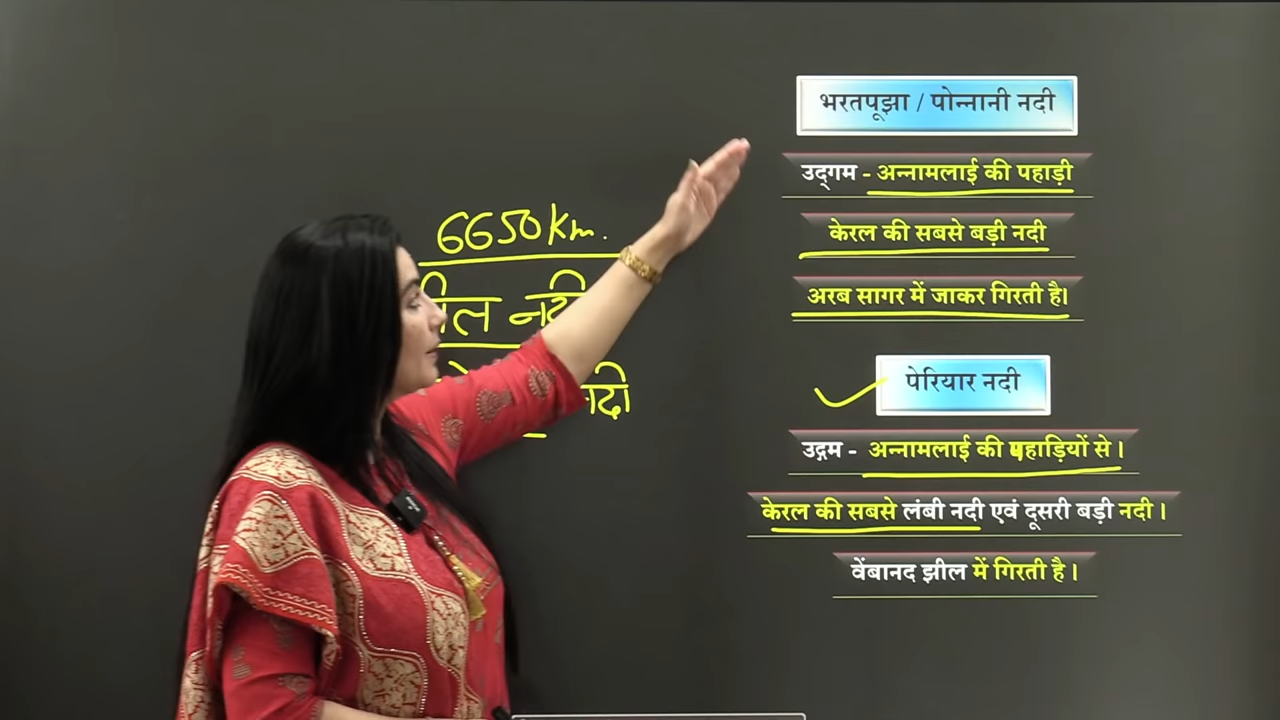 6650 Km.
नदी
नदी
भरतपूझा / पोन्नानी नदी
उद्‌गम - अन्नामलाई की पहाड़ी
केरल की सबसे बड़ी नदी
अरब सागर में जाकर गिरती है।
पेरियार नदी
उद्गम - अन्नामलाई की पहाड़ियों से।
केरल की सबसे लंबी नदी एवं दूसरी बड़ी नदी।
वेंबानद झील में गिरती है।